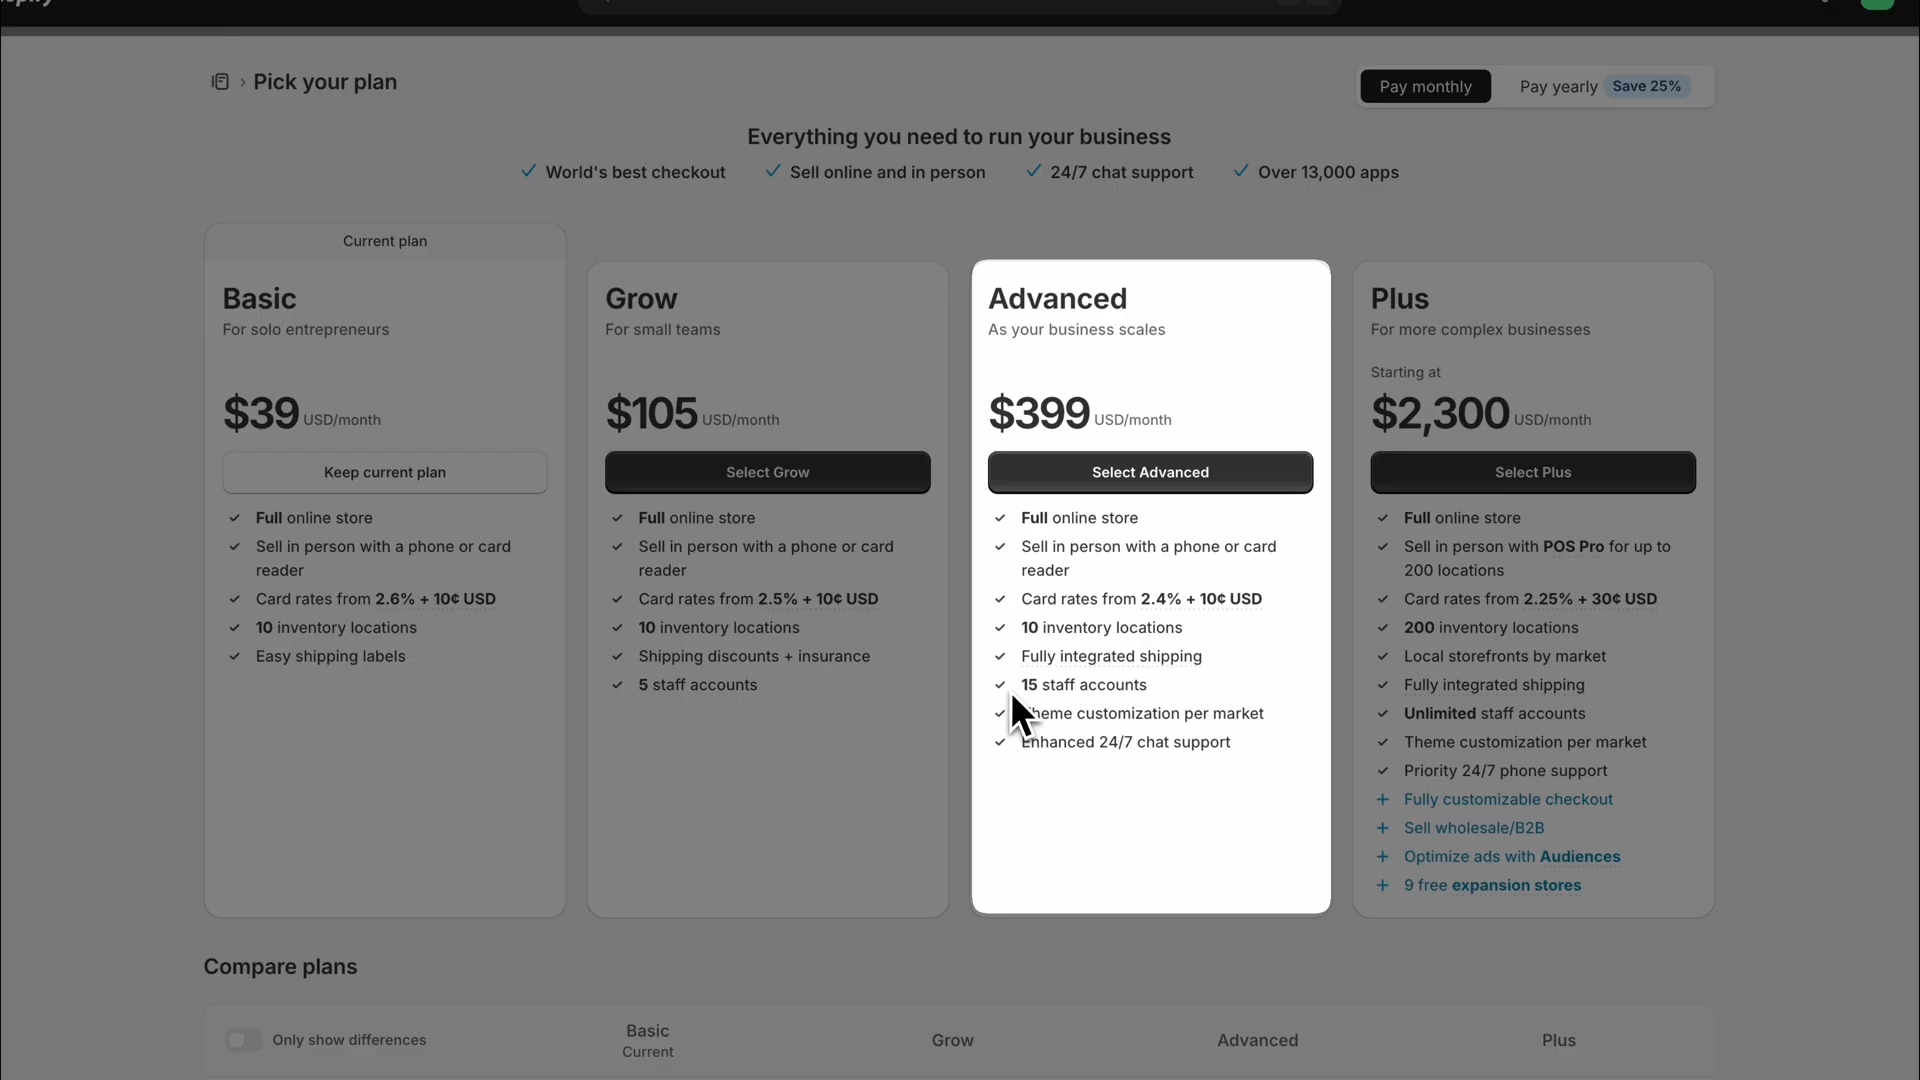 Pick your plan
Pay monthly
Pay yearly Save 25%
Everything you need to run your business
World's best checkout
Sell online and in person
24/7 chat support
Over 13,000 apps
Current plan
Basic
For solo entrepreneurs
$39 USD/month
Keep current plan
Full online store
Sell in person with a phone or card
reader
Card rates from 2.6% + 10¢ USD
10 inventory locations
Easy shipping labels
Grow
For small teams
$105 USD/month
Select Grow
Full online store
Sell in person with a phone or card
reader
Card rates from 2.5% + 10¢ USD
10 inventory locations
Shipping discounts + insurance
5 staff accounts
Advanced
As your business scales
$399 USD/month
Select Advanced
Full online store
Sell in person with a phone or card
reader
Card rates from 2.4% + 10¢ USD
10 inventory locations
Fully integrated shipping
15 staff accounts
Theme customization per market
Enhanced 24/7 chat support
Plus
For more complex businesses
Starting at
$2,300 USD/month
Select Plus
Full online store
Sell in person with POS Pro for up to
200 locations
Card rates from 2.25% + 30¢ USD
200 inventory locations
Local storefronts by market
Fully integrated shipping
Unlimited staff accounts
Theme customization per market
Priority 24/7 phone support
Fully customizable checkout
Sell wholesale/B2B
Optimize ads with Audiences
9 free expansion stores
Compare plans
Only show differences
Basic
Current
Grow
Advanced
Plus